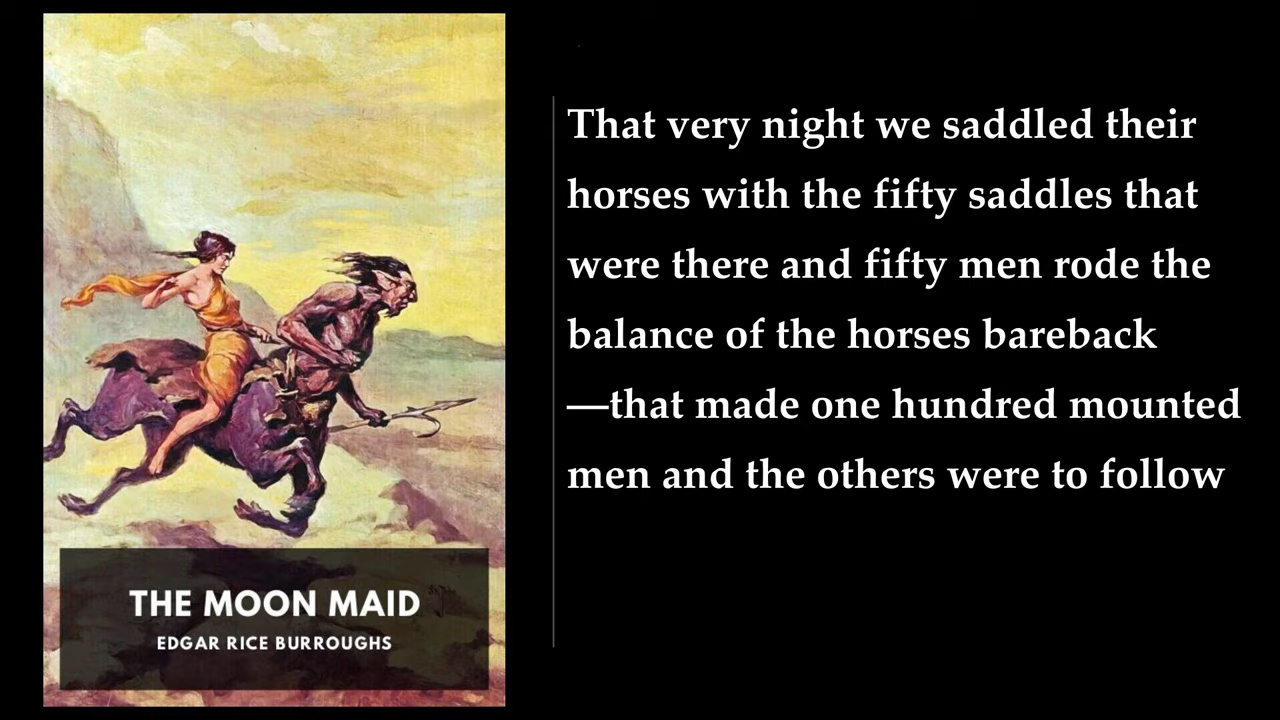 THE MOON MAID
EDGAR RICE BURROUGHS
That very night we saddled their
horses with the fifty saddles that
were there and fifty men rode the
balance of the horses bareback
—that made one hundred mounted
men and the others were to follow